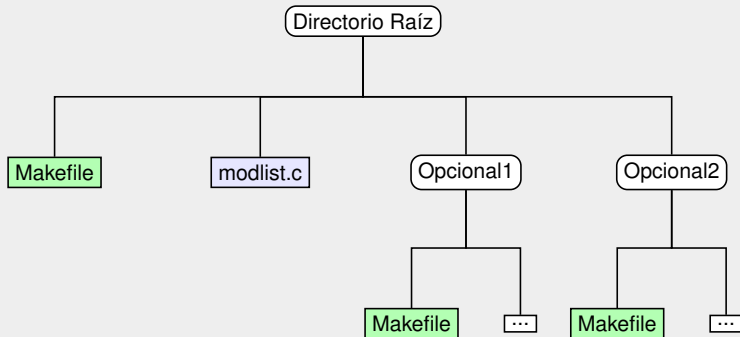 Directorio Raíz
Makefile
modlist.c
Opcional1
Opcional2
Makefile
...
Makefile
...